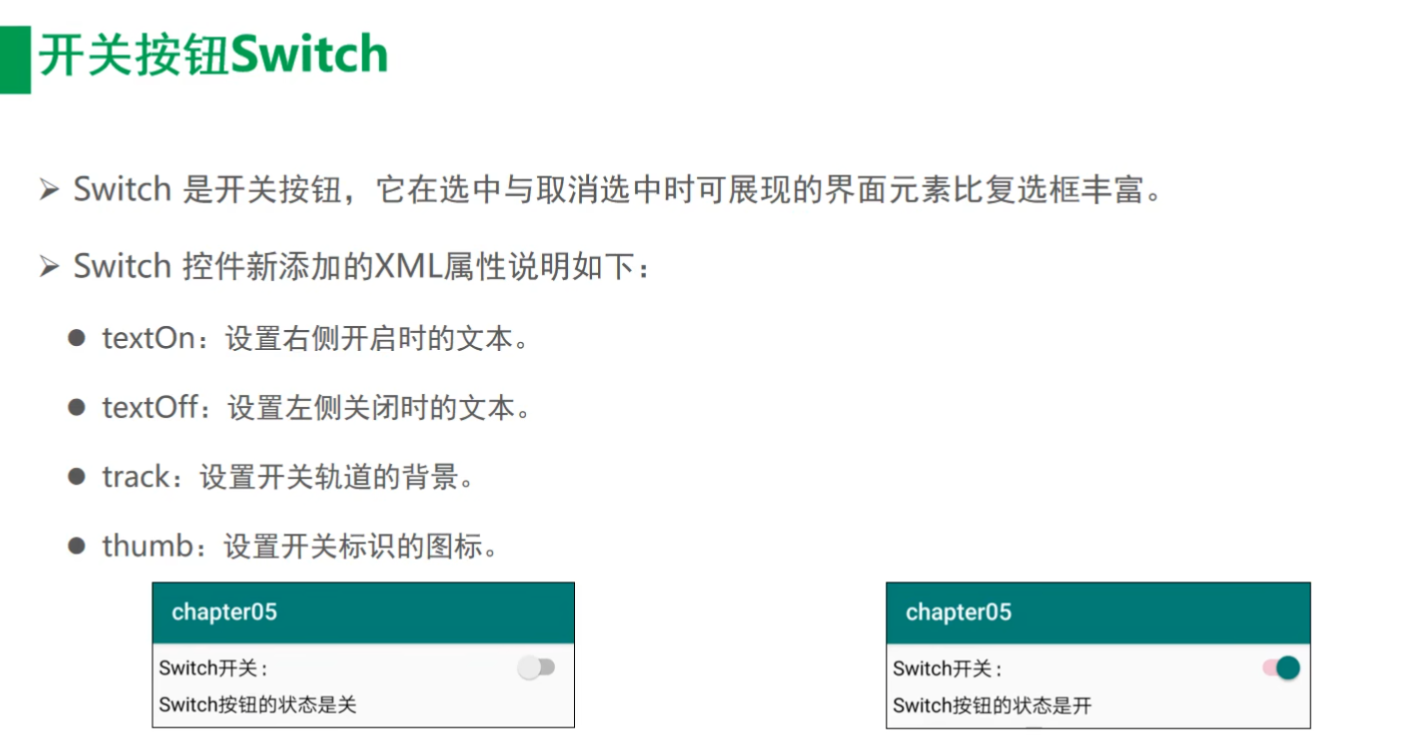 开关按钮Switch
Switch 是开关按钮，它在选中与取消选中时可展现的界面元素比复选框丰富。
Switch 控件新添加的XML属性说明如下：
textOn：设置右侧开启时的文本。
textOff：设置左侧关闭时的文本。
track：设置开关轨道的背景。
thumb：设置开关标识的图标。
chapter05
Switch开关：
Switch按钮的状态是关
chapter05
Switch开关：
Switch按钮的状态是开